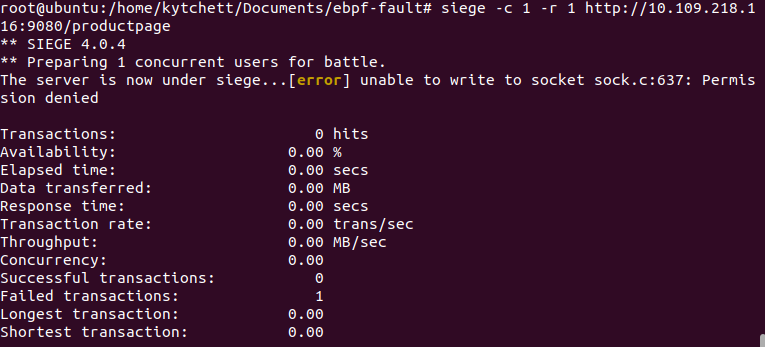 root@ubuntu:/home/kytchett/Documents/ebpf-fault# siege -c 1 -r 1 http://10.109.218.1
16:9080/productpage
** SIEGE 4.0.4
** Preparing 1 concurrent users for battle.
The server is now under siege...[error] unable to write to socket sock.c:637: Permis
sion denied

Transactions:                      0 hits
Availability:                   0.00 %
Elapsed time:                   0.00 secs
Data transferred:               0.00 MB
Response time:                  0.00 secs
Transaction rate:               0.00 trans/sec
Throughput:                     0.00 MB/sec
Concurrency:                    0.00
Successful transactions:           0
Failed transactions:               1
Longest transaction:            0.00
Shortest transaction:           0.00